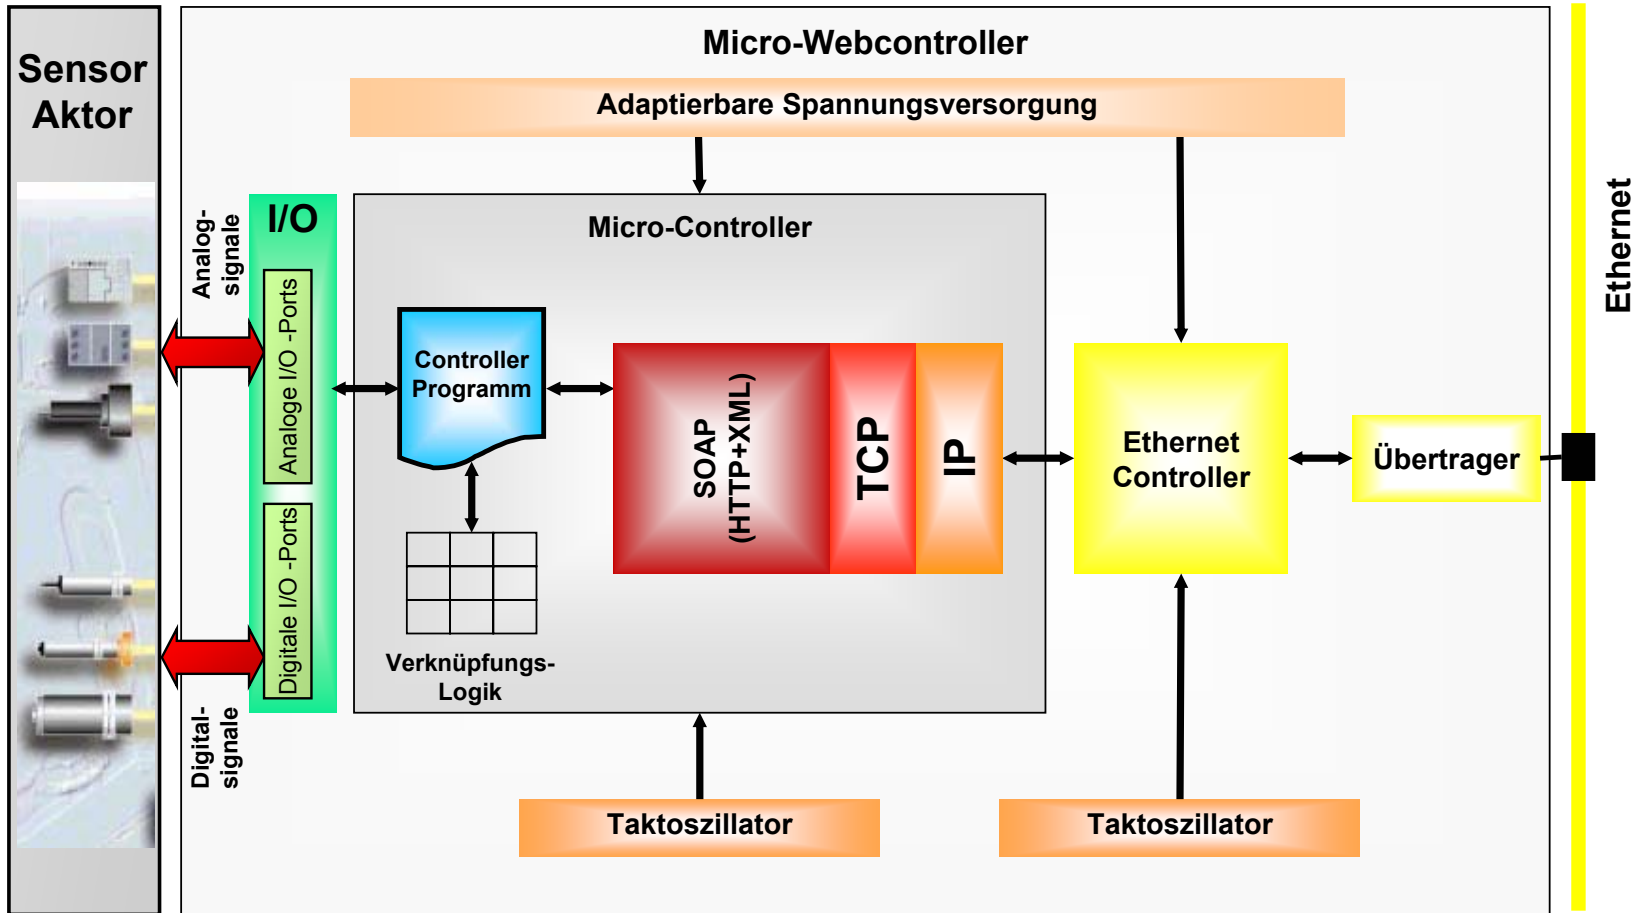 Micro-Webcontroller
Sensor
Aktor
Adaptierbare Spannungsversorgung
Analog-
signale
I/O
Analoge I/O -Ports
Digitale I/O -Ports
Digital-
signale
Micro-Controller
Controller
Programm
Verknüpfungs-
Logik
SOAP
(HTTP+XML)
TCP
IP
Ethernet
Controller
Übertrager
Ethernet
Taktoszillator
Taktoszillator